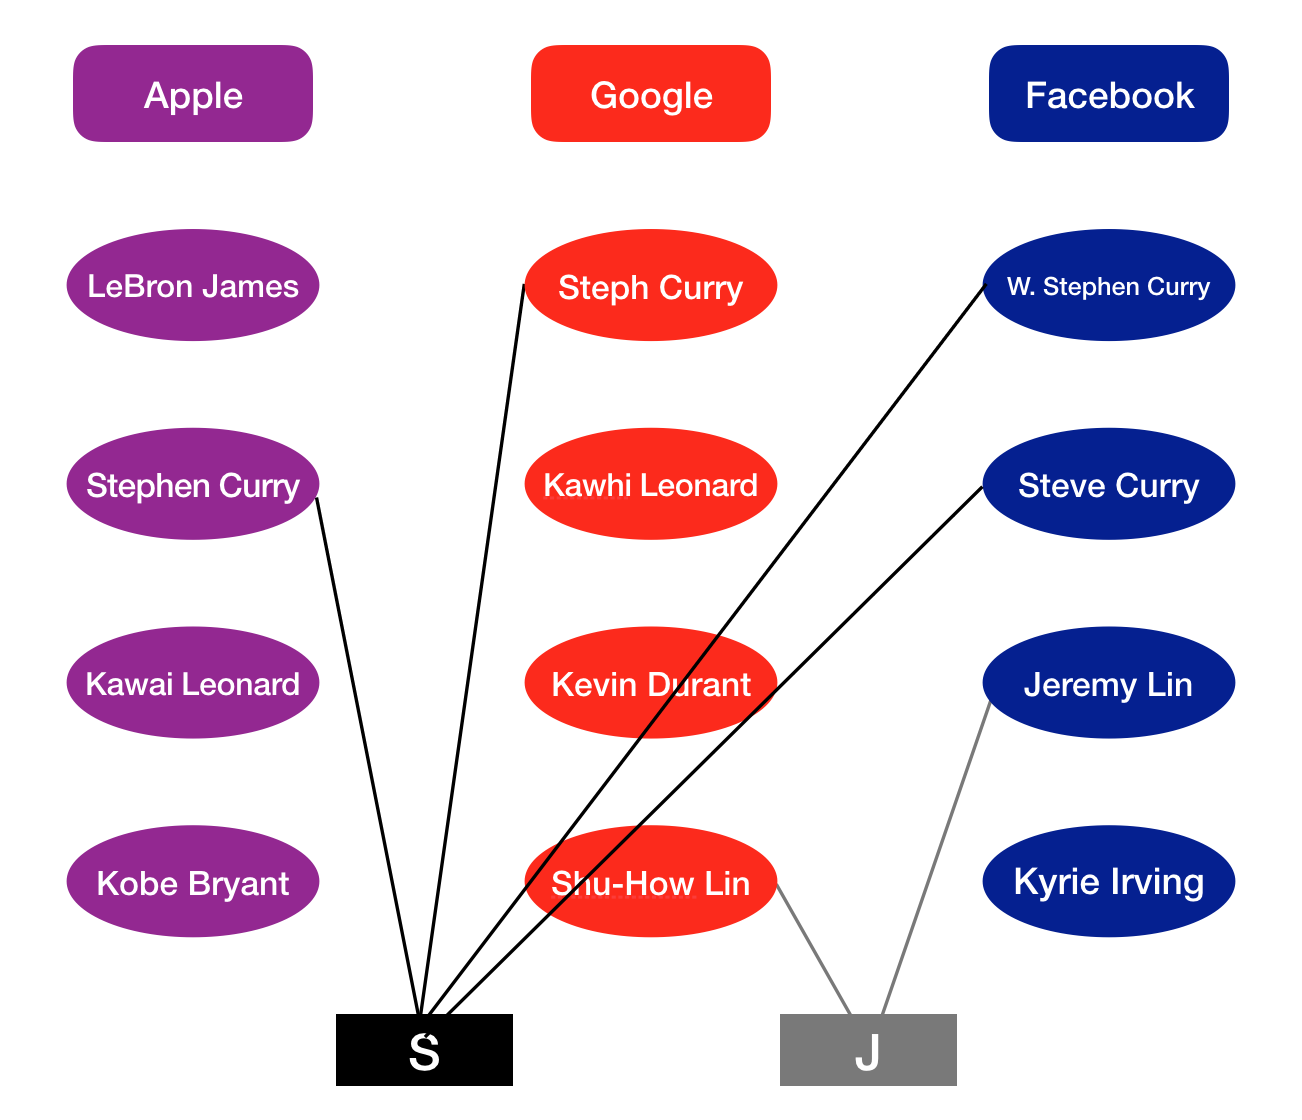 Apple
Google
Facebook
LeBron James
Steph Curry
W. Stephen Curry
Stephen Curry
Kawhi Leonard
Steve Curry
Kawai Leonard
Kevin Durant
Jeremy Lin
Kobe Bryant
Shu-How Lin
Kyrie Irving
S
J